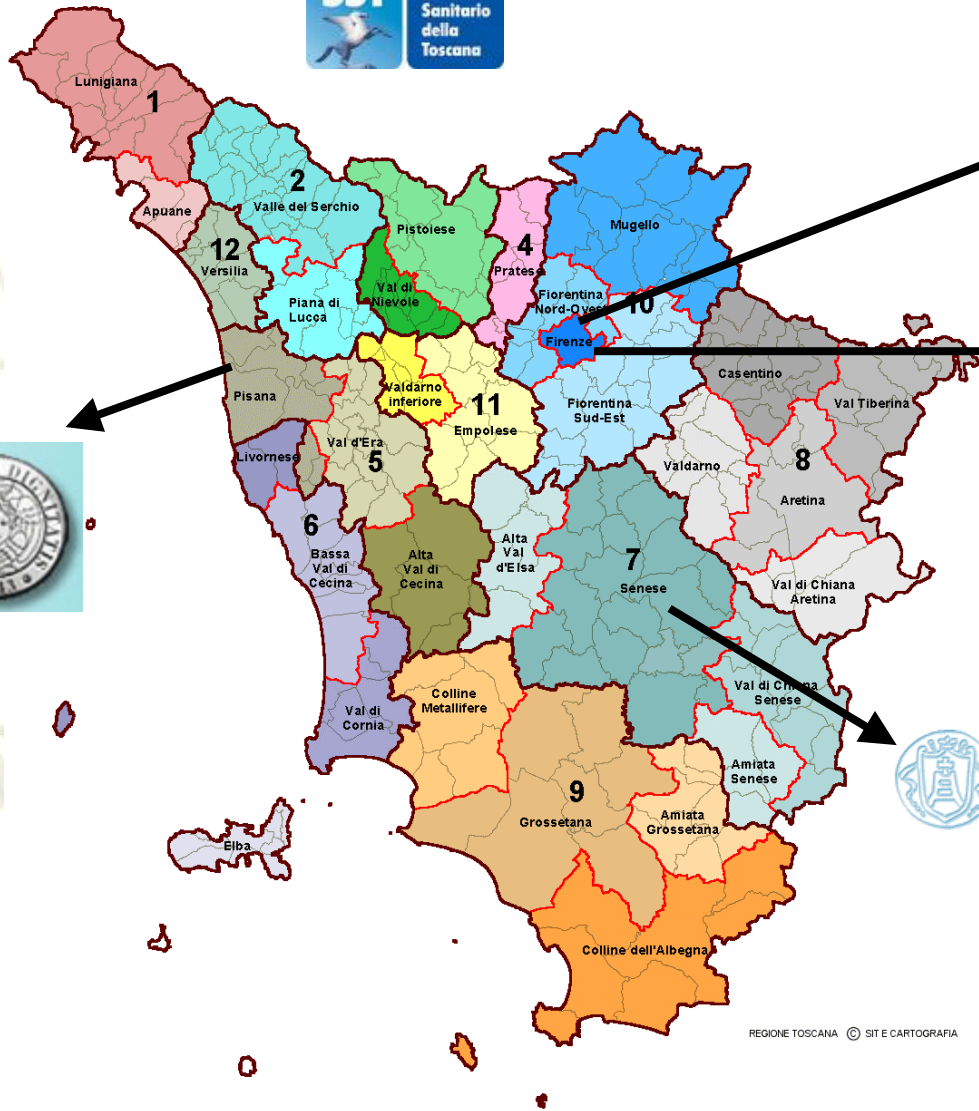 Sanitario
della
Toscana
Lunigiana
1
2
Valle del Serchio
Apuane
Pistoiese
Mugello
12
Versilia
4
Pratese
Piana di
Lucca
Val di
Nievole
Fiorentina
Nord-Ovest
10
Firenze
Pisana
Valdarno
inferiore
11
Empolese
Fiorentina
Sud-Est
Casentino
Val Tiberina
Livornese
Val d'Era
5
Valdarno
8
Aretina
6
Bassa
Val di
Cecina
Alta
Val di
Cecina
Alta
Val
d'Elsa
7
Senese
Val di Chiana
Aretina
Val di Cornia
Colline
Metallifere
Val di Chiana
Senese
Amiata
Senese
9
Grossetana
Amiata
Grossetana
Elba
Colline dell'Albegna
DIGNITATIS
REGIONE TOSCANA © SIT E CARTOGRAFIA